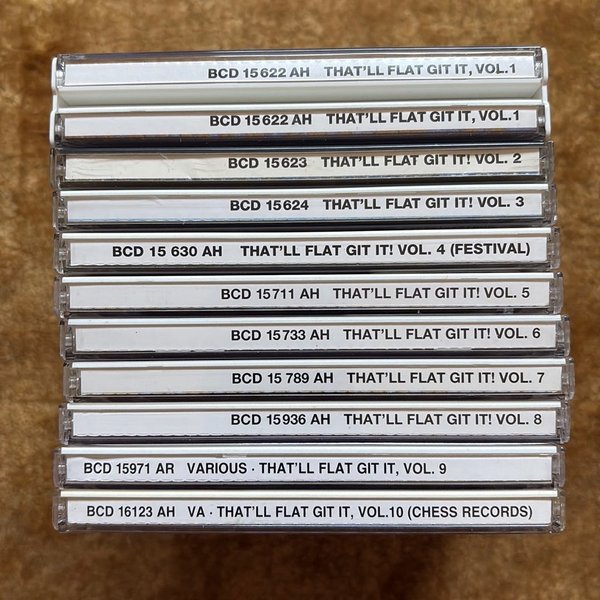 BCD 15622 AH THAT'LL FLAT GIT IT, VOL.1
BCD 15622 AH THAT'LL FLAT GIT IT, VOL.1
BCD 15623 THAT'LL FLAT GIT IT! VOL. 2
BCD 15624 THAT'LL FLAT GIT IT! VOL. 3
BCD 15 630 AH THAT'LL FLAT GIT IT! VOL. 4 (FESTIVAL)
BCD 15711 AH THAT'LL FLAT GIT IT! VOL. 5
BCD 15733 AH THAT'LL FLAT GIT IT! VOL. 6
BCD 15 789 AH THAT'LL FLAT GIT IT! VOL. 7
BCD 15936 AH THAT'LL FLAT GIT IT! VOL. 8
BCD 15971 AR VARIOUS · THAT'LL FLAT GIT IT, VOL. 9
BCD 16123 AH VA · THAT'LL FLAT GIT IT, VOL.10 (CHESS RECORDS)